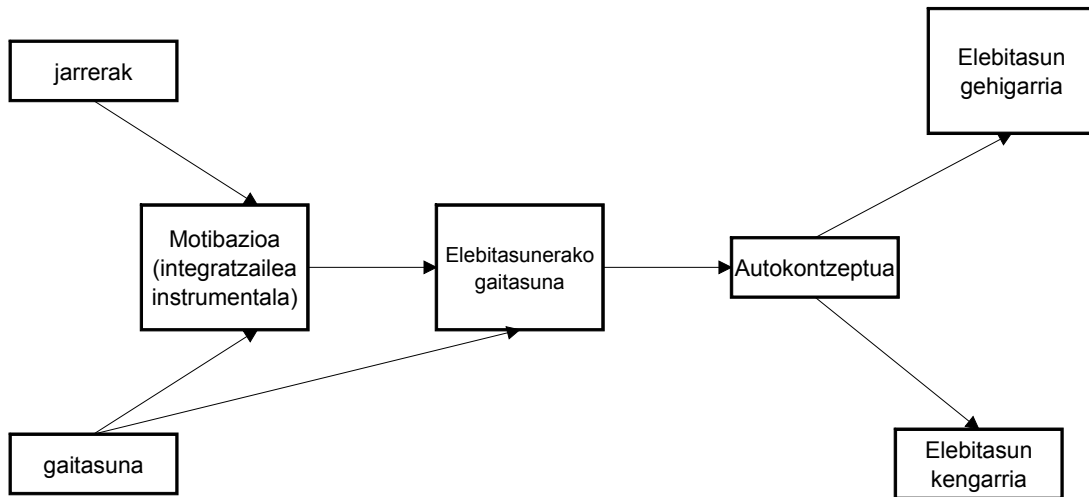 jarrerak
Elebitasun
gehigarria
Motibazioa
(integratzailea
instrumentala)
Elebitasunerako
gaitasuna
Autokontzeptua
gaitasuna
Elebitasun
kengarria